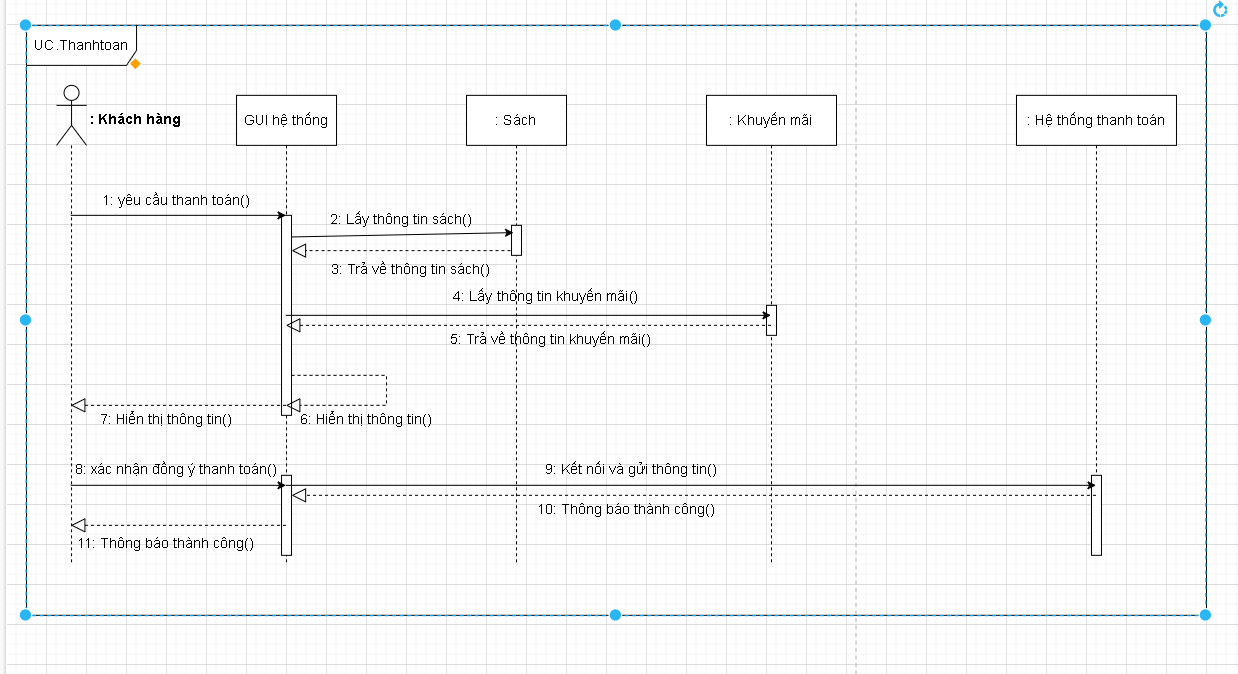 UC.Thanhtoan
: Khách hàng
GUI hệ thống
: Sách
: Khuyến mãi
: Hệ thống thanh toán
1: yêu cầu thanh toán()
2: Lấy thông tin sách()
3: Trả về thông tin sách()
4: Lấy thông tin khuyến mãi()
5: Trả về thông tin khuyến mãi()
7: Hiển thị thông tin()
6: Hiển thị thông tin()
8: xác nhận đồng ý thanh toán()
9: Kết nối và gửi thông tin()
10: Thông báo thành công()
11: Thông báo thành công()